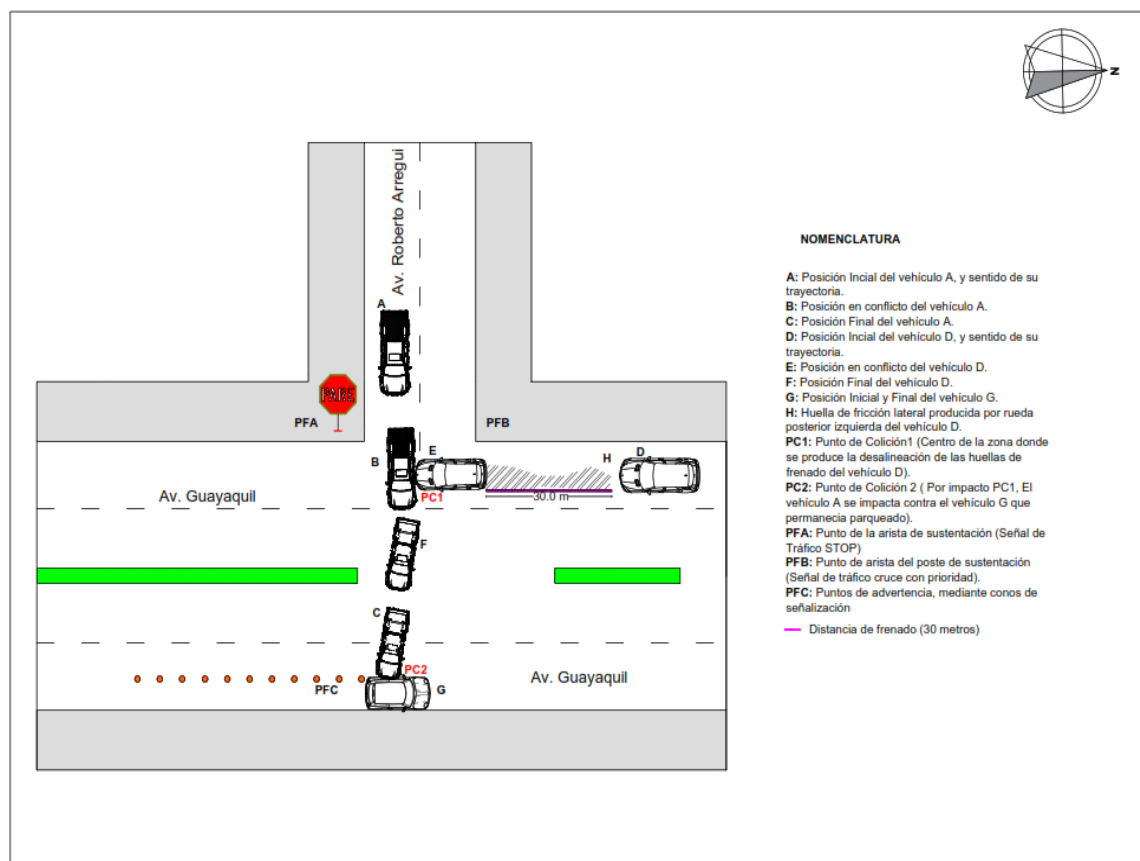 N
Av. Roberto Arregui
A
PARE
PFA
PFB
B
E
H
D
PC1
30.0 m
Av. Guayaquil
F
C
PC2
PFC
G
Av. Guayaquil
NOMENCLATURA
A: Posición Incial del vehículo A, y sentido de su
trayectoria.
B: Posición en conflicto del vehículo A.
C: Posición Final del vehículo A.
D: Posición Incial del vehículo D, y sentido de su
trayectoria.
E: Posición en conflicto del vehículo D.
F: Posición Final del vehículo D.
G: Posición Inicial y Final del vehículo G.
H: Huella de fricción lateral producida por rueda
posterior izquierda del vehículo D.
PC1: Punto de Colición1 (Centro de la zona donde
se produce la desalineación de las huellas de
frenado del vehículo D).
PC2: Punto de Colición 2 ( Por impacto PC1, El
vehículo A se impacta contra el vehículo G que
permanecia parqueado).
PFA: Punto de la arista de sustentación (Señal de
Tráfico STOP)
PFB: Punto de arista del poste de sustentación
(Señal de tráfico cruce con prioridad).
PFC: Puntos de advertencia, mediante conos de
señalización
Distancia de frenado (30 metros)